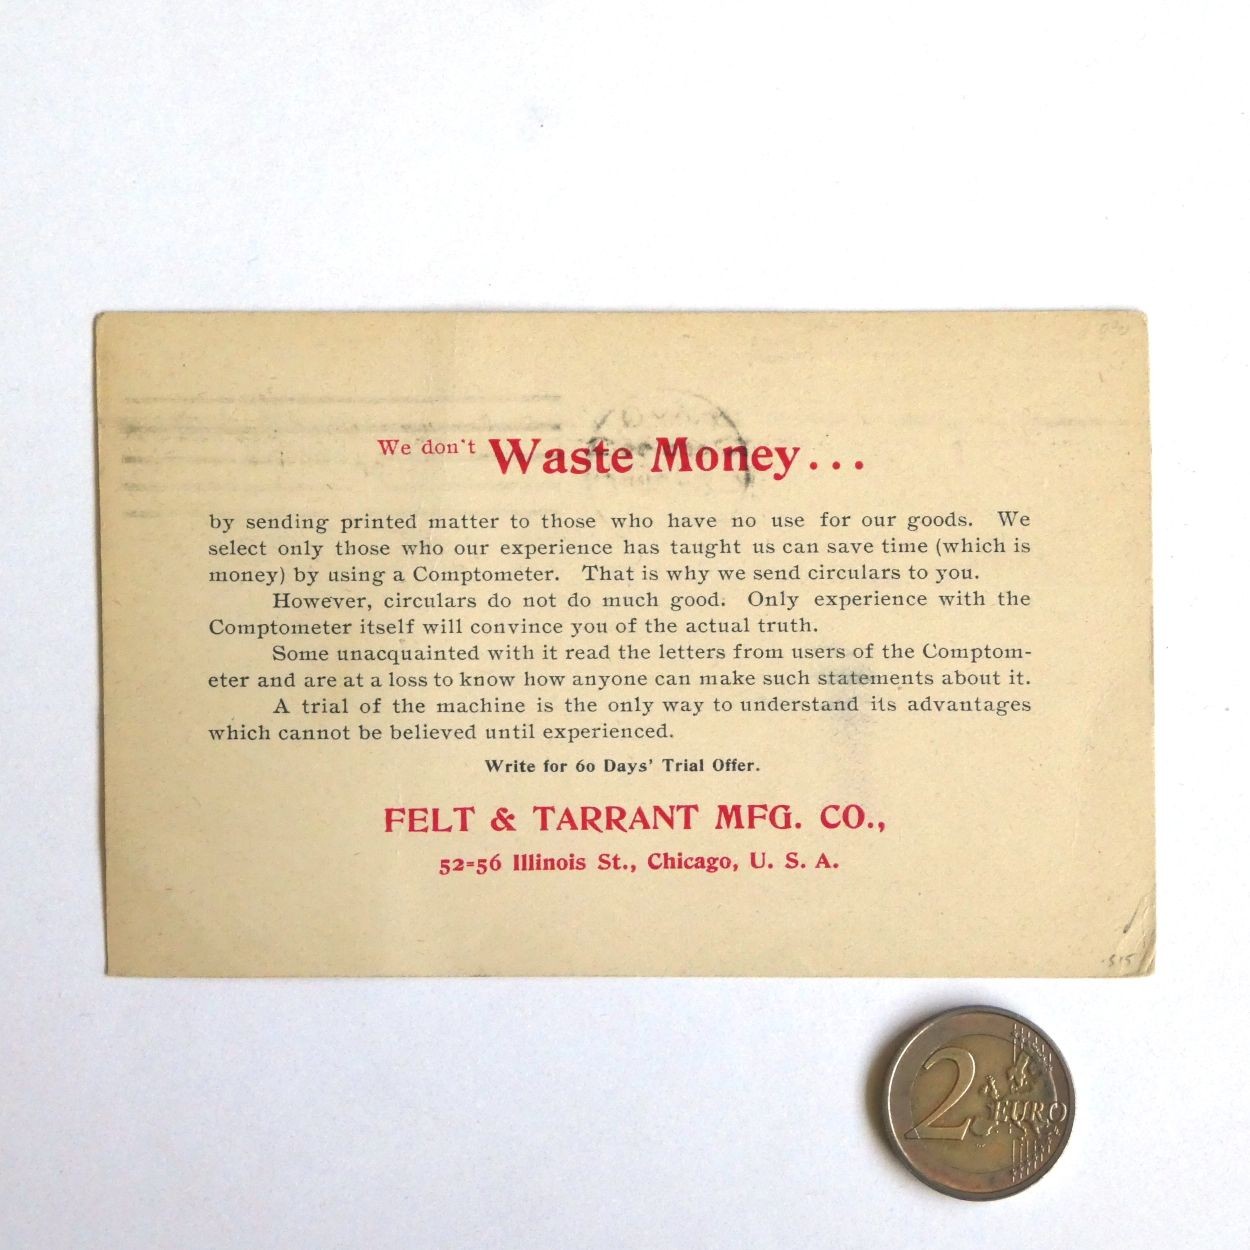 We don't Waste Money...
by sending printed matter to those who have no use for our goods. We
select only those who our experience has taught us can save time (which is
money) by using a Comptometer. That is why we send circulars to you.
However, circulars do not do much good. Only experience with the
Comptometer itself will convince you of the actual truth.
Some unacquainted with it read the letters from users of the Comptom-
eter and are at a loss to know how anyone can make such statements about it.
A trial of the machine is the only way to understand its advantages
which cannot be believed until experienced.
Write for 60 Days' Trial Offer.
FELT & TARRANT MFG. CO.,
52=56 Illinois St., Chicago, U. S. A.
2 EURO